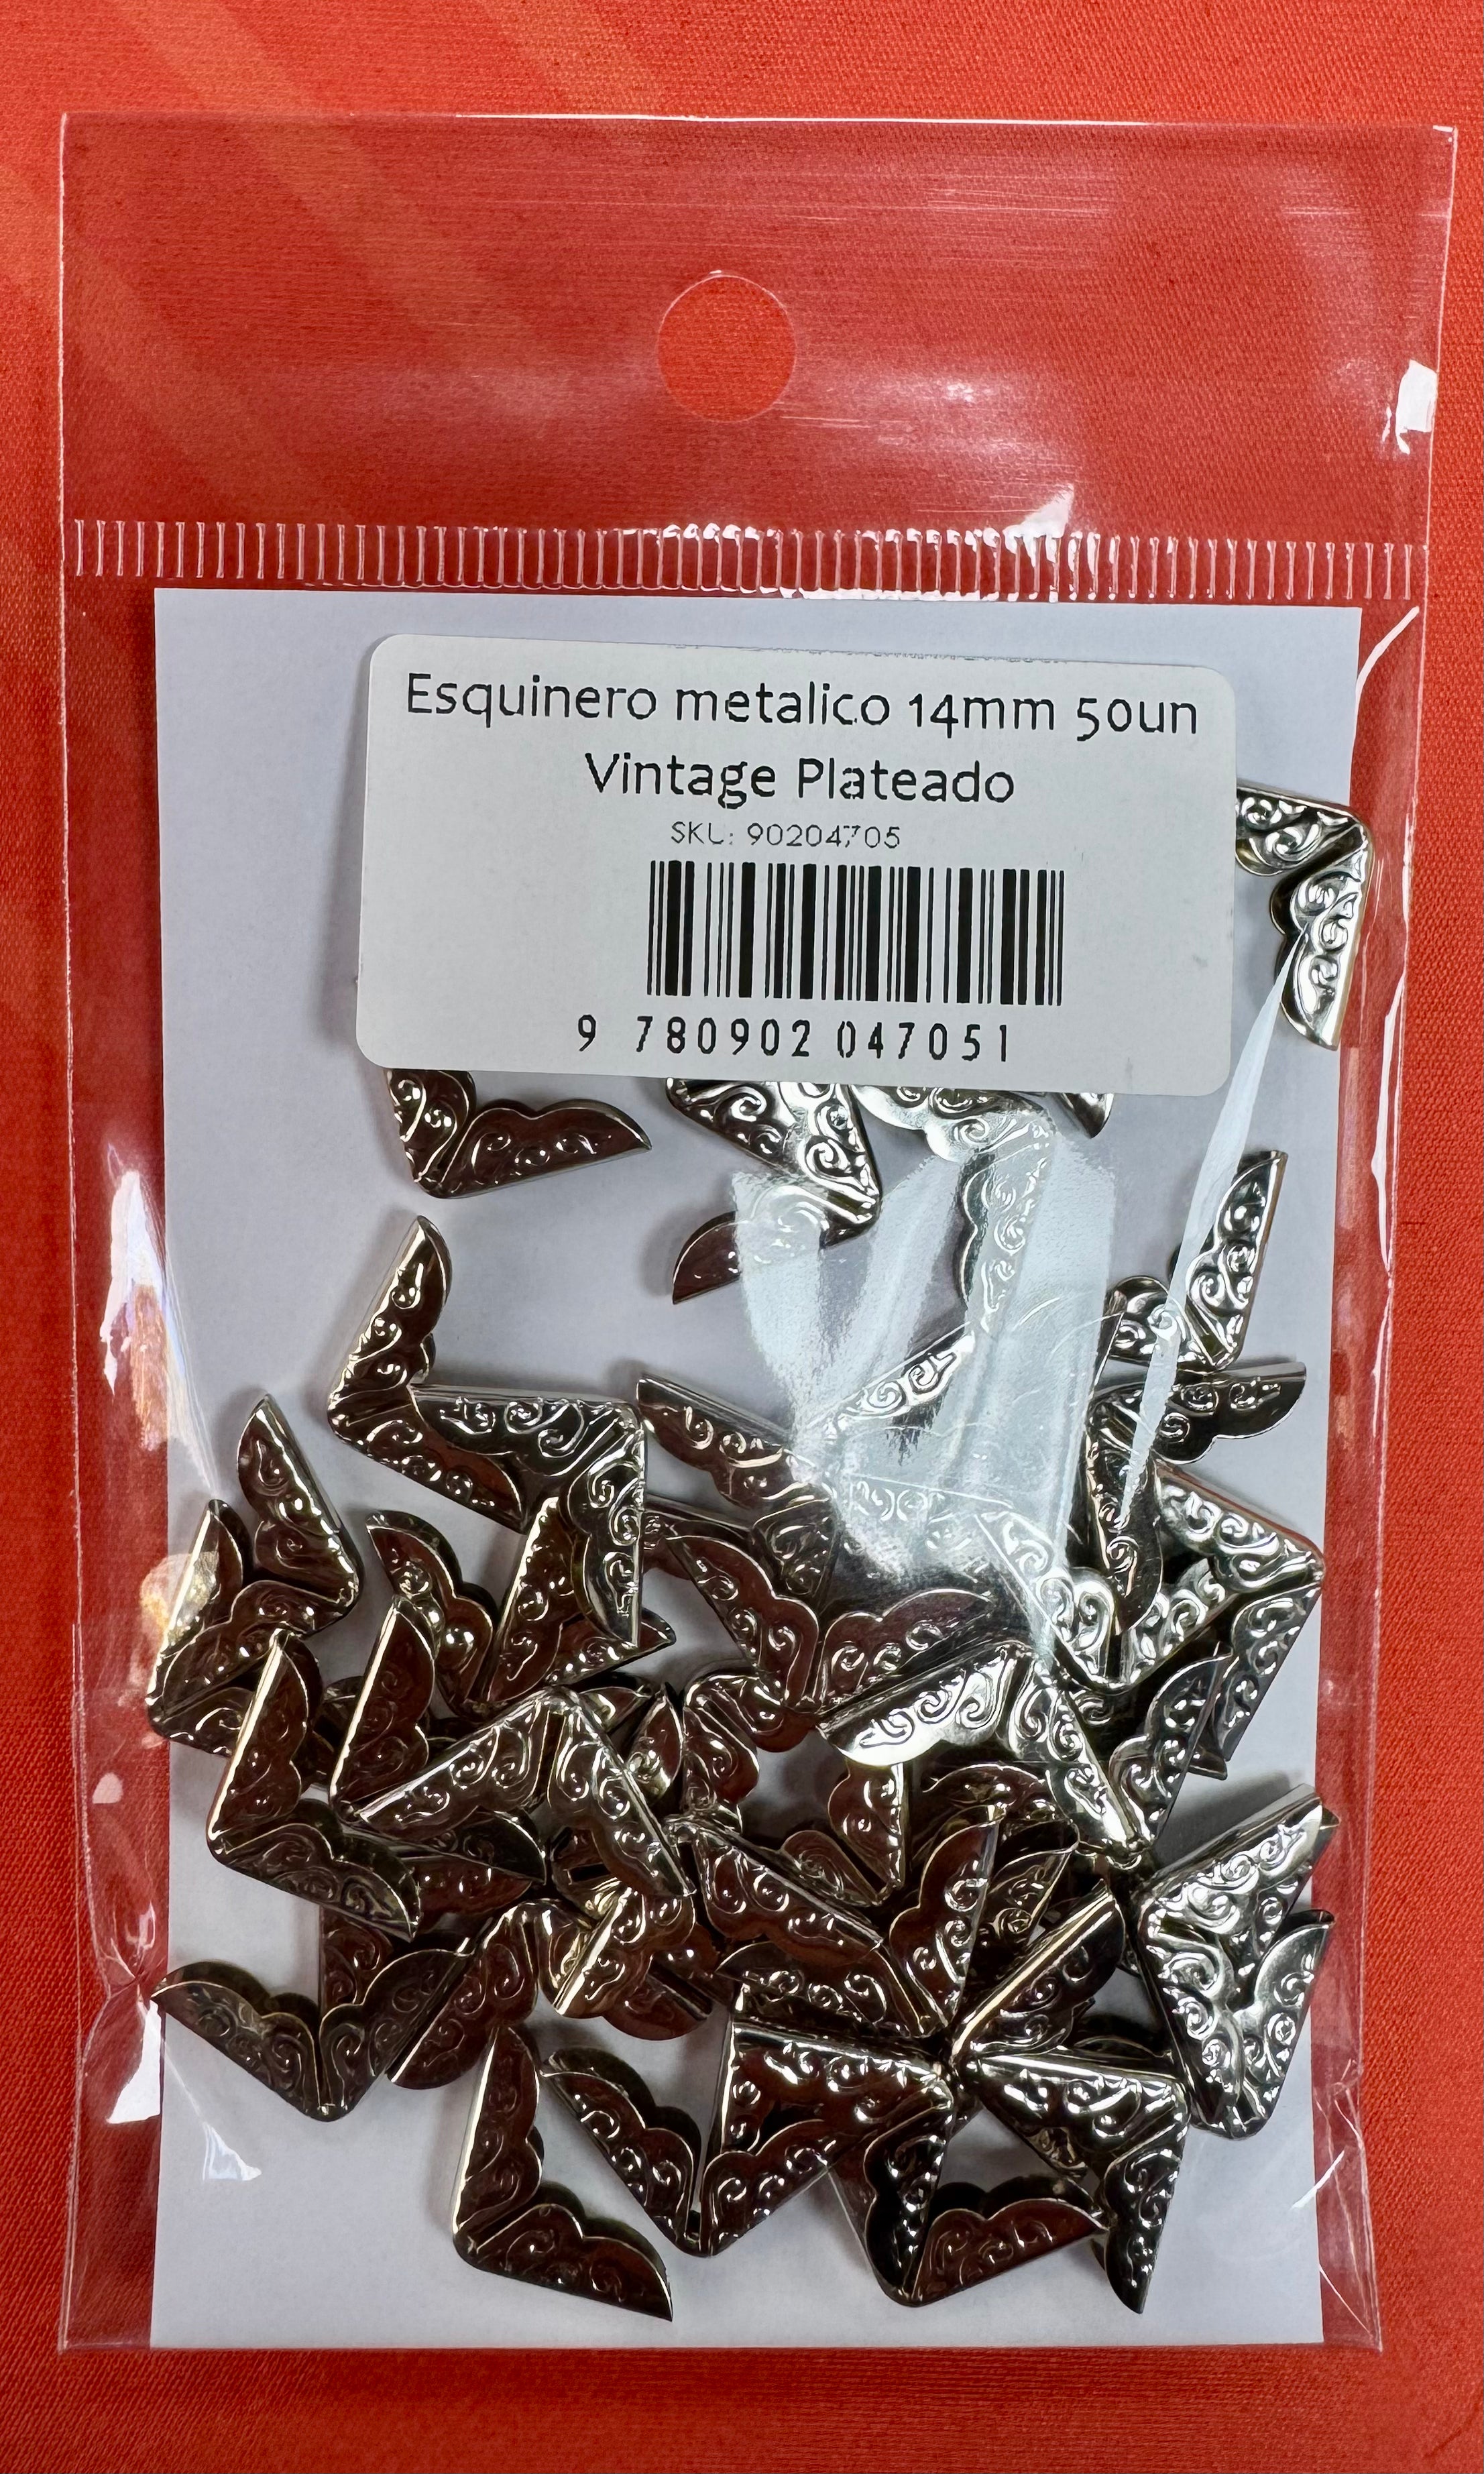 Esquinero metalico 14mm 50un
Vintage Plateado
SKU: 90204705
9 780902 047051